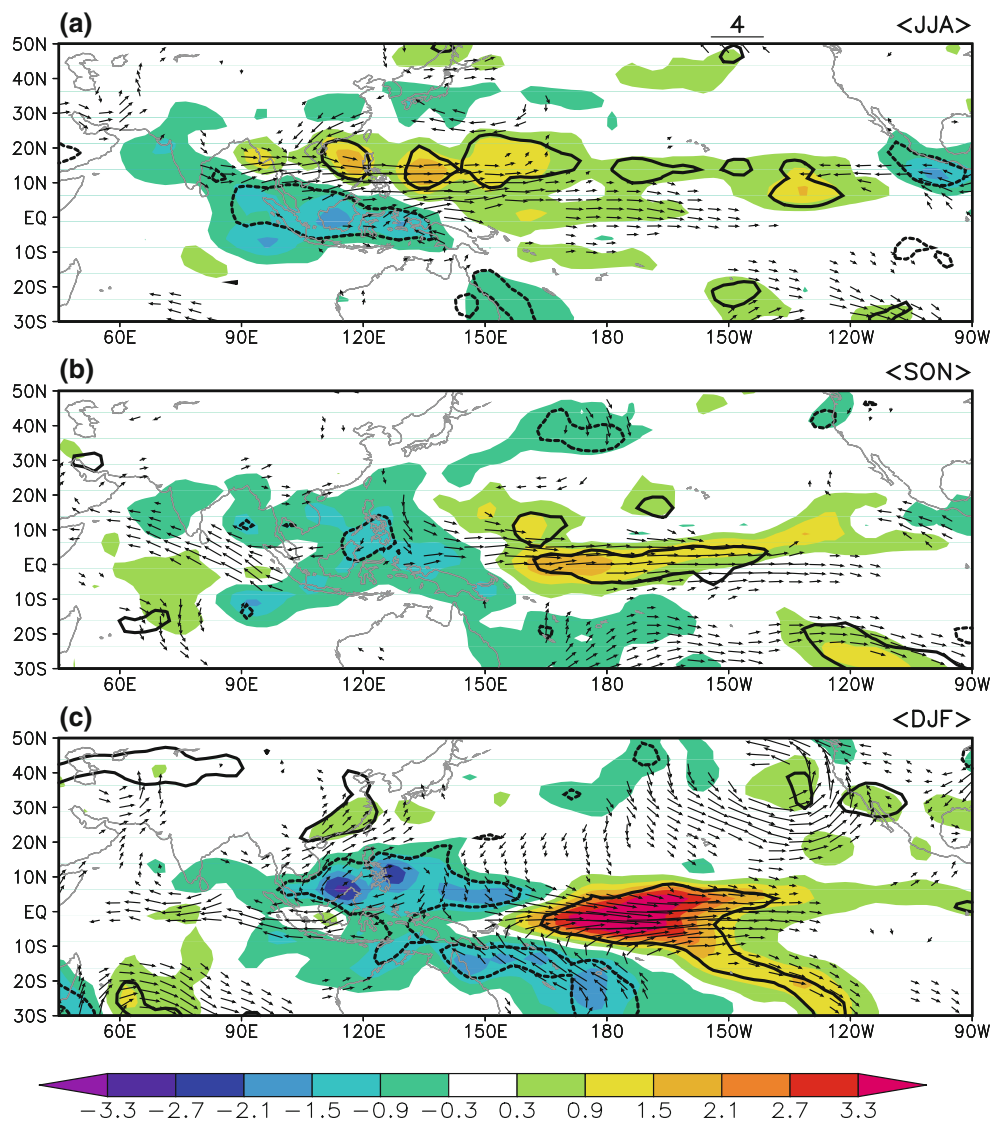 (a) 4 <JJA>
50N
40N
30N
20N
10N
EQ
10S
20S
30S
60E 90E 120E 150E 180 150W 120W 90W
(b) <SON>
50N
40N
30N
20N
10N
EQ
10S
20S
30S
60E 90E 120E 150E 180 150W 120W 90W
(c) <DJF>
50N
40N
30N
20N
10N
EQ
10S
20S
30S
60E 90E 120E 150E 180 150W 120W 90W
−3.3 −2.7 −2.1 −1.5 −0.9 −0.3 0.3 0.9 1.5 2.1 2.7 3.3